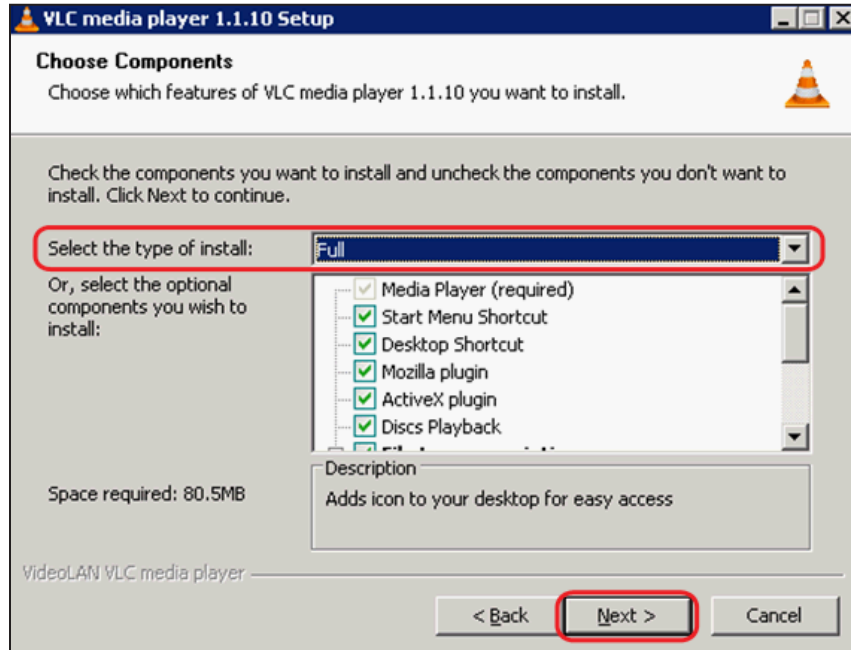 VLC media player 1.1.10 Setup
Choose Components
Choose which features of VLC media player 1.1.10 you want to install.
Check the components you want to install and uncheck the components you don't want to
install. Click Next to continue.
Select the type of install:
Full
Or, select the optional
components you wish to
install:
Media Player (required)
Start Menu Shortcut
Desktop Shortcut
Mozilla plugin
ActiveX plugin
Discs Playback
Space required: 80.5MB
Description
Adds icon to your desktop for easy access
VideoLAN VLC media player
< Back
Next >
Cancel